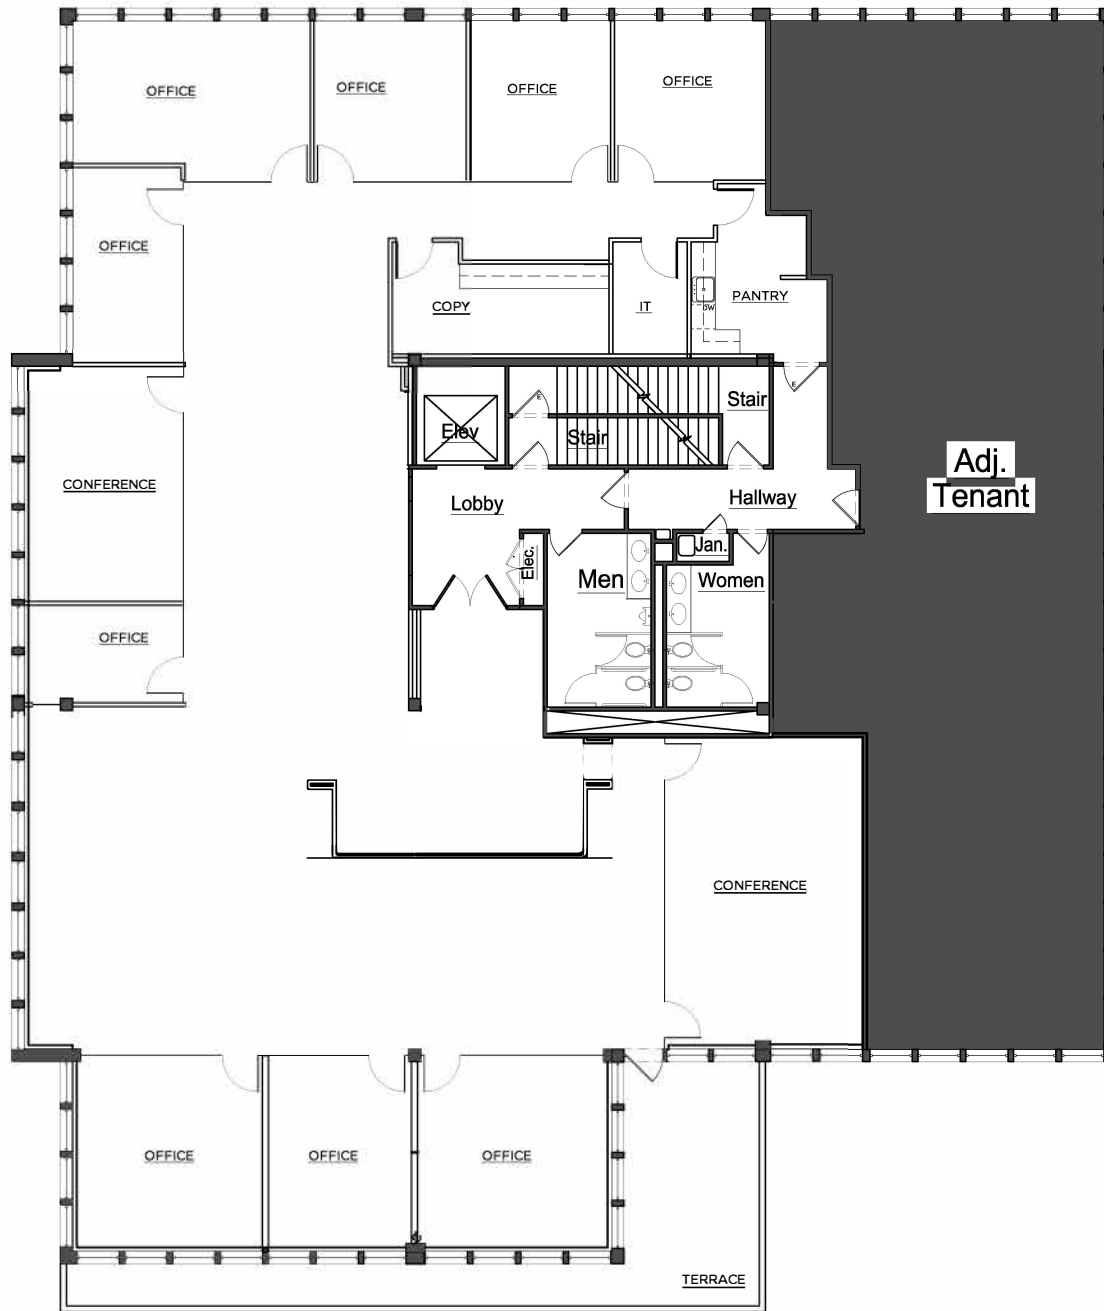 OFFICE
OFFICE
OFFICE
OFFICE
OFFICE
COPY
IT
PANTRY
DW
E
E
Stair
Elev
Stair
Adj.
Tenant
CONFERENCE
Lobby
Hallway
Jan.
Elec.
Men
Women
OFFICE
CONFERENCE
OFFICE
OFFICE
OFFICE
TERRACE